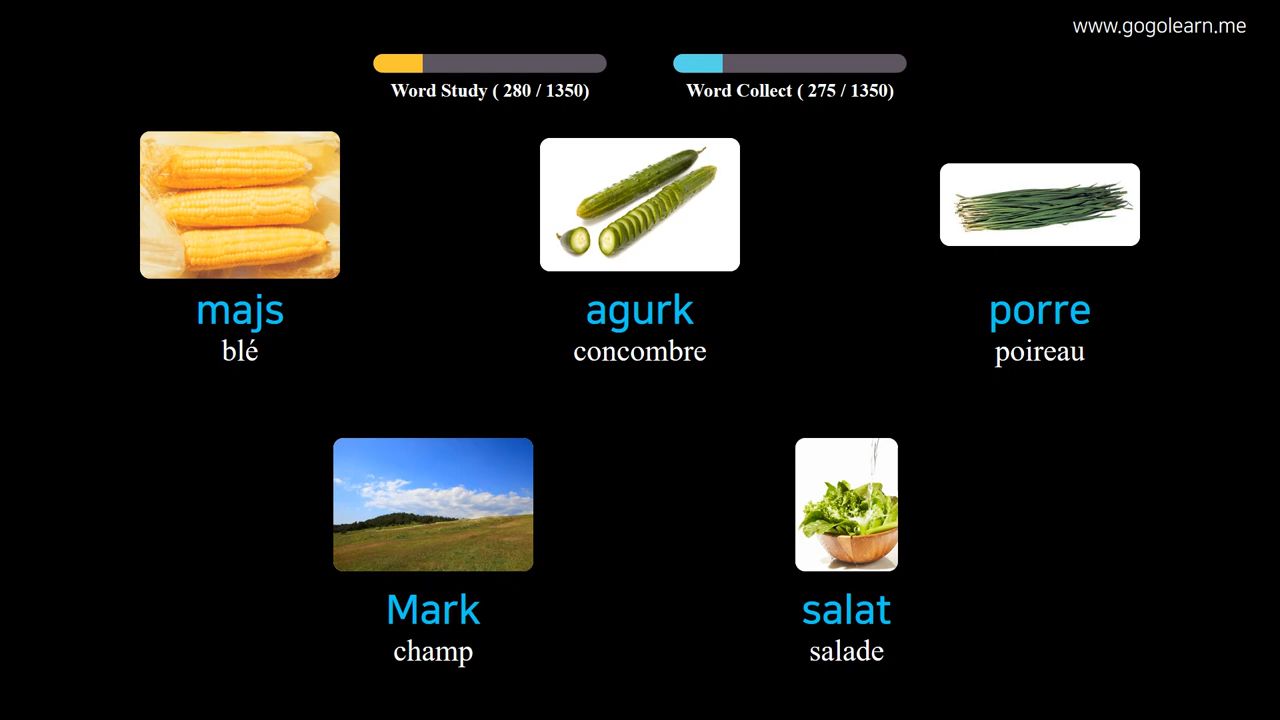 www.gogolearn.me
Word Study ( 280 / 1350)
Word Collect ( 275 / 1350)
majs
blé
agurk
concombre
porre
poireau
Mark
champ
salat
salade